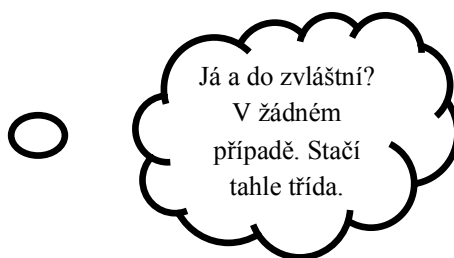 Já a do zvláštní?
V žádném
případě. Stačí
tahle třída.